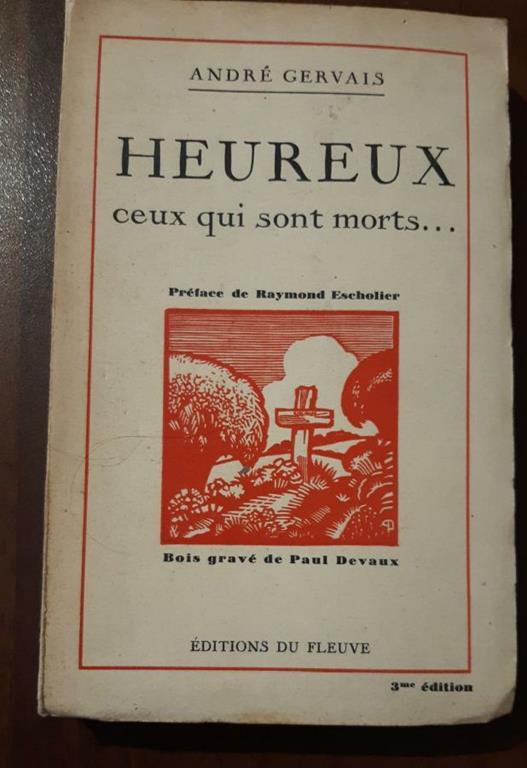 ANDRÉ GERVAIS
HEUREUX
ceux qui sont morts...
Préface de Raymond Escholier
Bois gravé de Paul Devaux
ÉDITIONS DU FLEUVE
3me édition